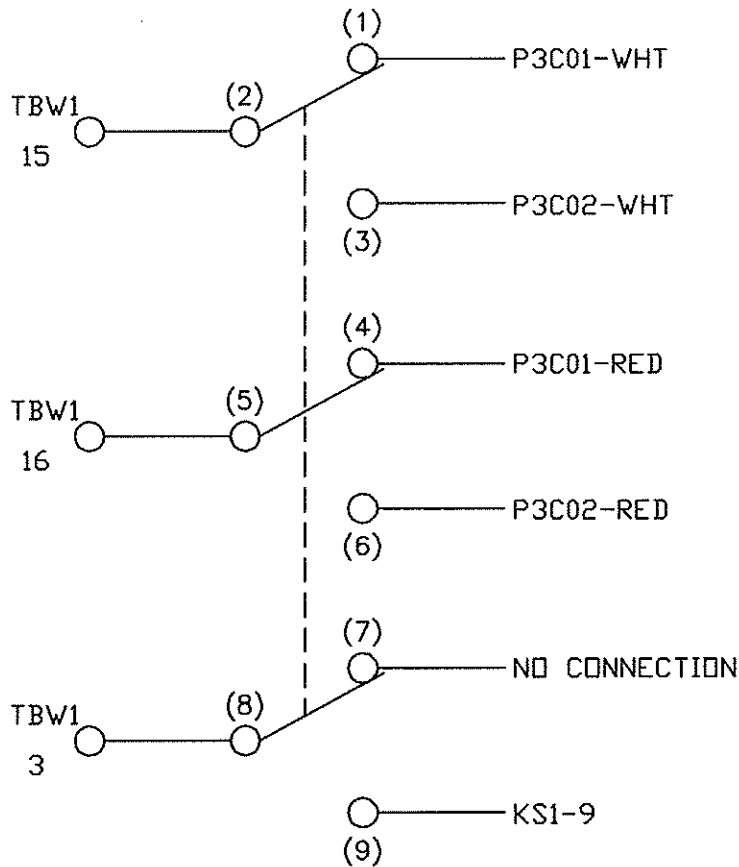 (1)
P3C01-WHT
TBW1
(2)
15
P3C02-WHT
(3)
(4)
P3C01-RED
TBW1
(5)
16
P3C02-RED
(6)
(7)
NO CONNECTION
TBW1
(8)
3
KS1-9
(9)